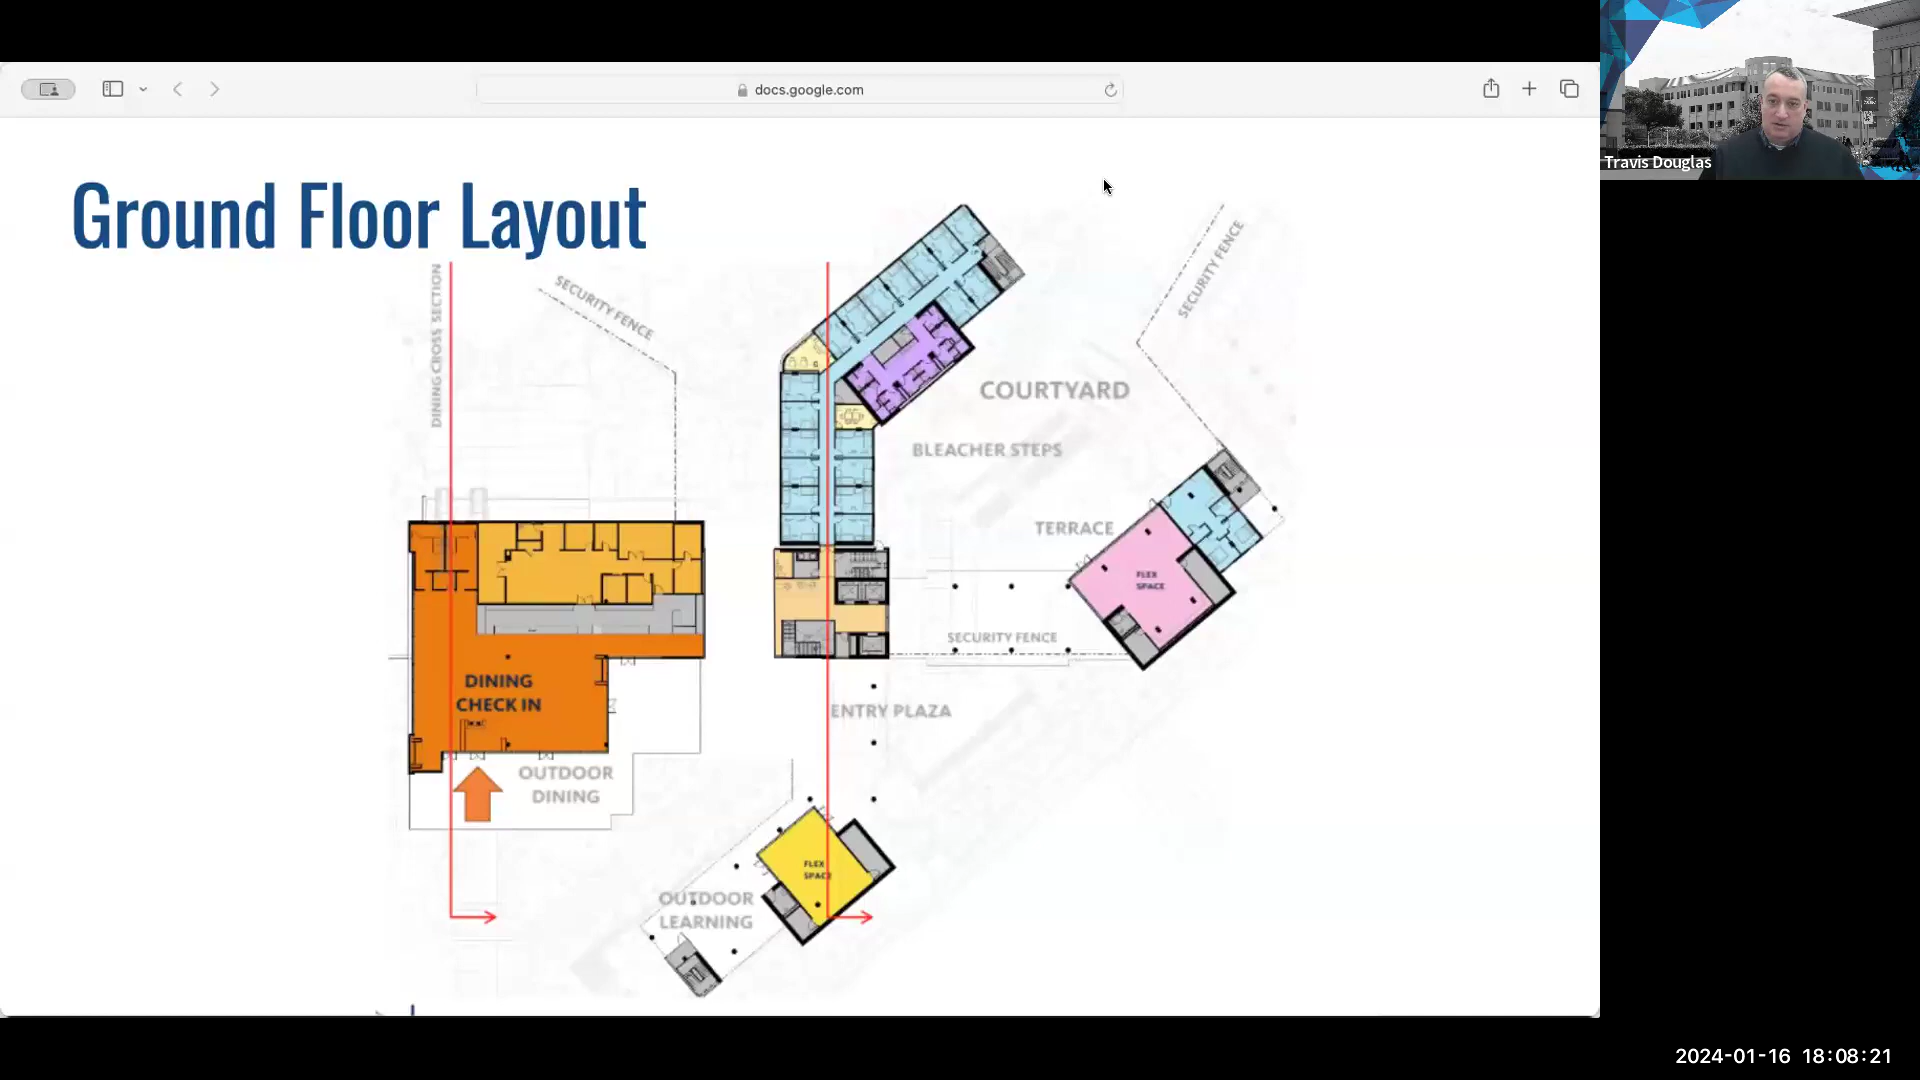 docs.google.com
Travis Douglas
Ground Floor Layout
DINING CROSS SECTION
SECURITY FENCE
SECURITY FENCE
COURTYARD
BLEACHER STEPS
TERRACE
FLEX
SPACE
SECURITY FENCE
DINING
CHECK IN
ENTRY PLAZA
OUTDOOR
DINING
FLEX
SPACE
OUTDOOR
LEARNING
2024-01-16 18:08:21